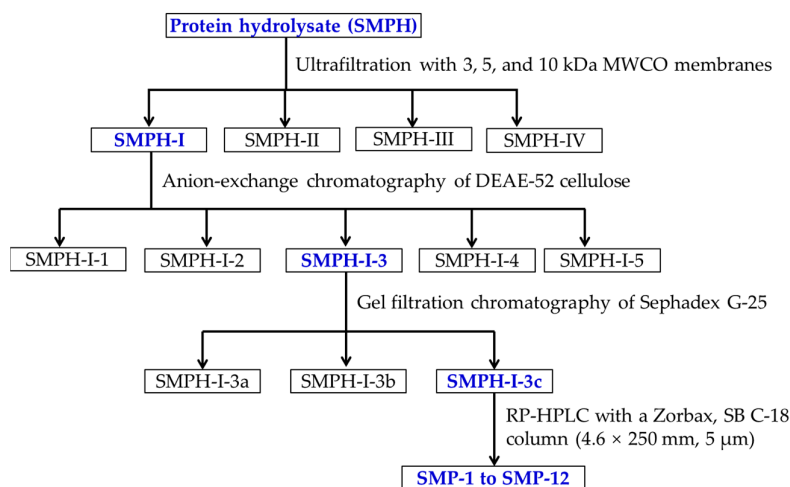 Protein hydrolysate (SMPH)
Ultrafiltration with 3, 5, and 10 kDa MWCO membranes
SMPH-I
SMPH-II
SMPH-III
SMPH-IV
Anion-exchange chromatography of DEAE-52 cellulose
SMPH-I-1
SMPH-I-2
SMPH-I-3
SMPH-I-4
SMPH-I-5
Gel filtration chromatography of Sephadex G-25
SMPH-I-3a
SMPH-I-3b
SMPH-I-3c
RP-HPLC with a Zorbax, SB C-18
column (4.6 × 250 mm, 5 μm)
SMP-1 to SMP-12